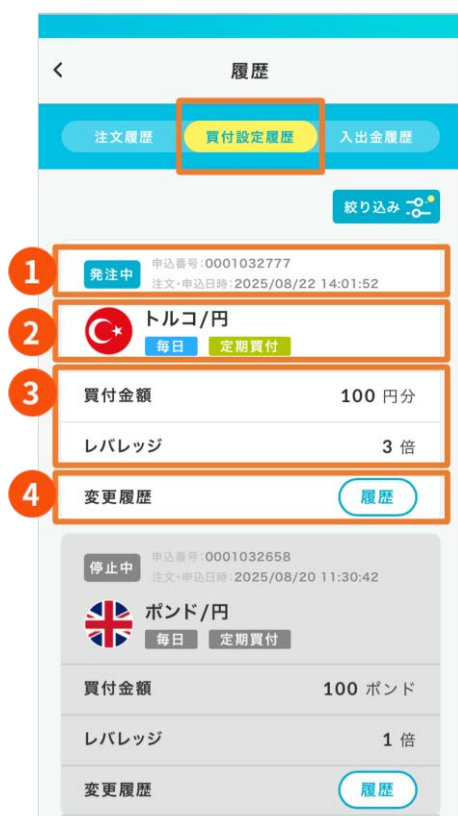 履歴
注文履歴 買付設定履歴 入出金履歴
絞り込み
1
発注中 申込番号:0001032777
注文・申込日時:2025/08/22 14:01:52
2
トルコ/円
毎日 定期買付
3
買付金額 100 円分
レバレッジ 3 倍
4
変更履歴 履歴
停止中 申込番号:0001032658
注文・申込日時:2025/08/20 11:30:42
ポンド/円
毎日 定期買付
買付金額 100 ポンド
レバレッジ 1 倍
変更履歴 履歴